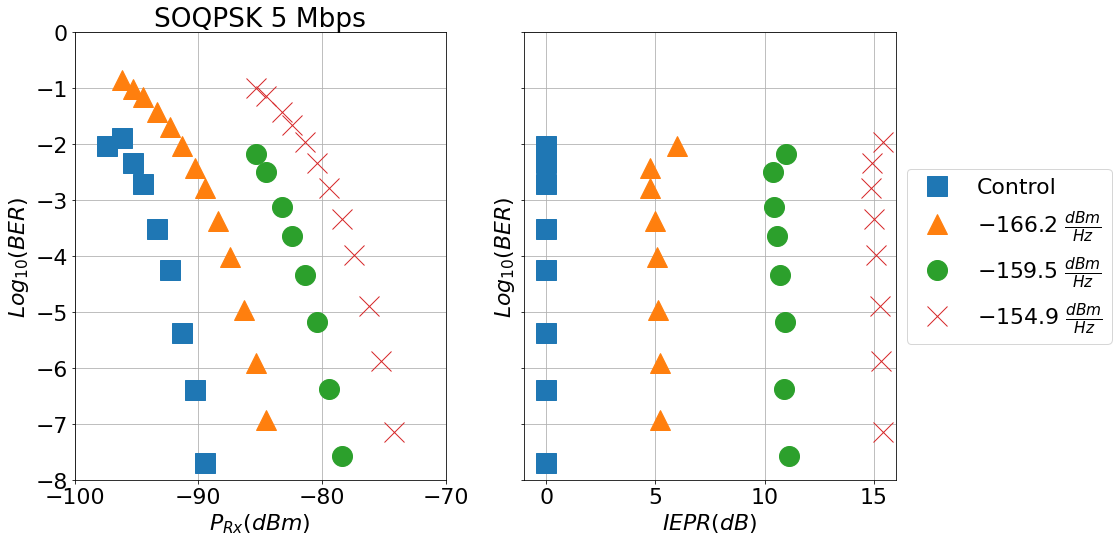 SOQPSK 5 Mbps
0
−1
−2
−3
−4
−5
−6
−7
−8
Log₁₀(BER)
−100
−90
−80
−70
P_Rx(dBm)
Log₁₀(BER)
0
5
10
15
IEPR(dB)
Control
−166.2 dBm/Hz
−159.5 dBm/Hz
−154.9 dBm/Hz